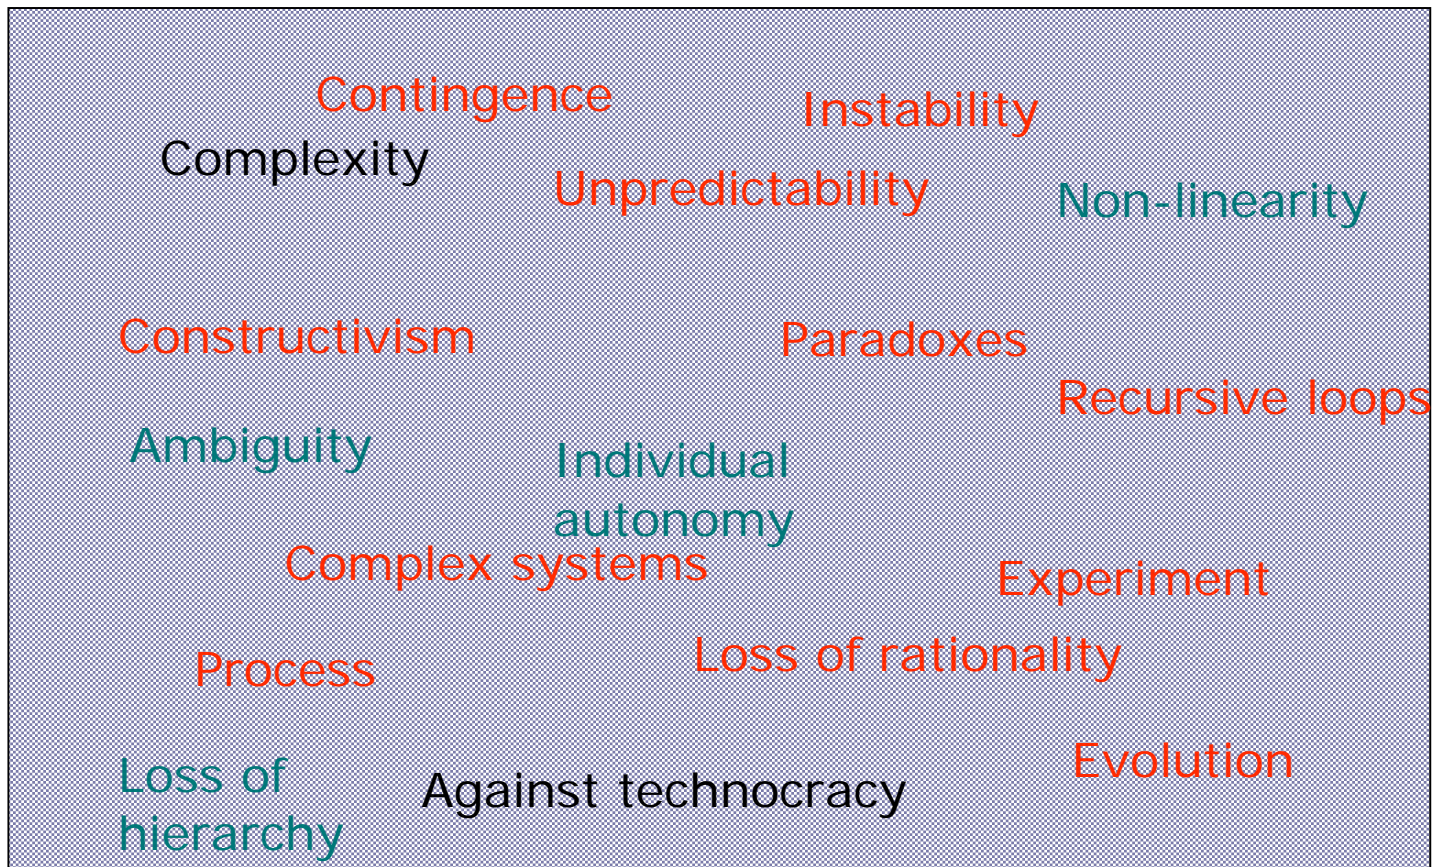 Contingence
Instability
Complexity
Unpredictability
Non-linearity
Constructivism
Paradoxes
Recursive loops
Ambiguity
Individual
autonomy
Complex systems
Experiment
Loss of rationality
Process
Evolution
Loss of
hierarchy
Against technocracy